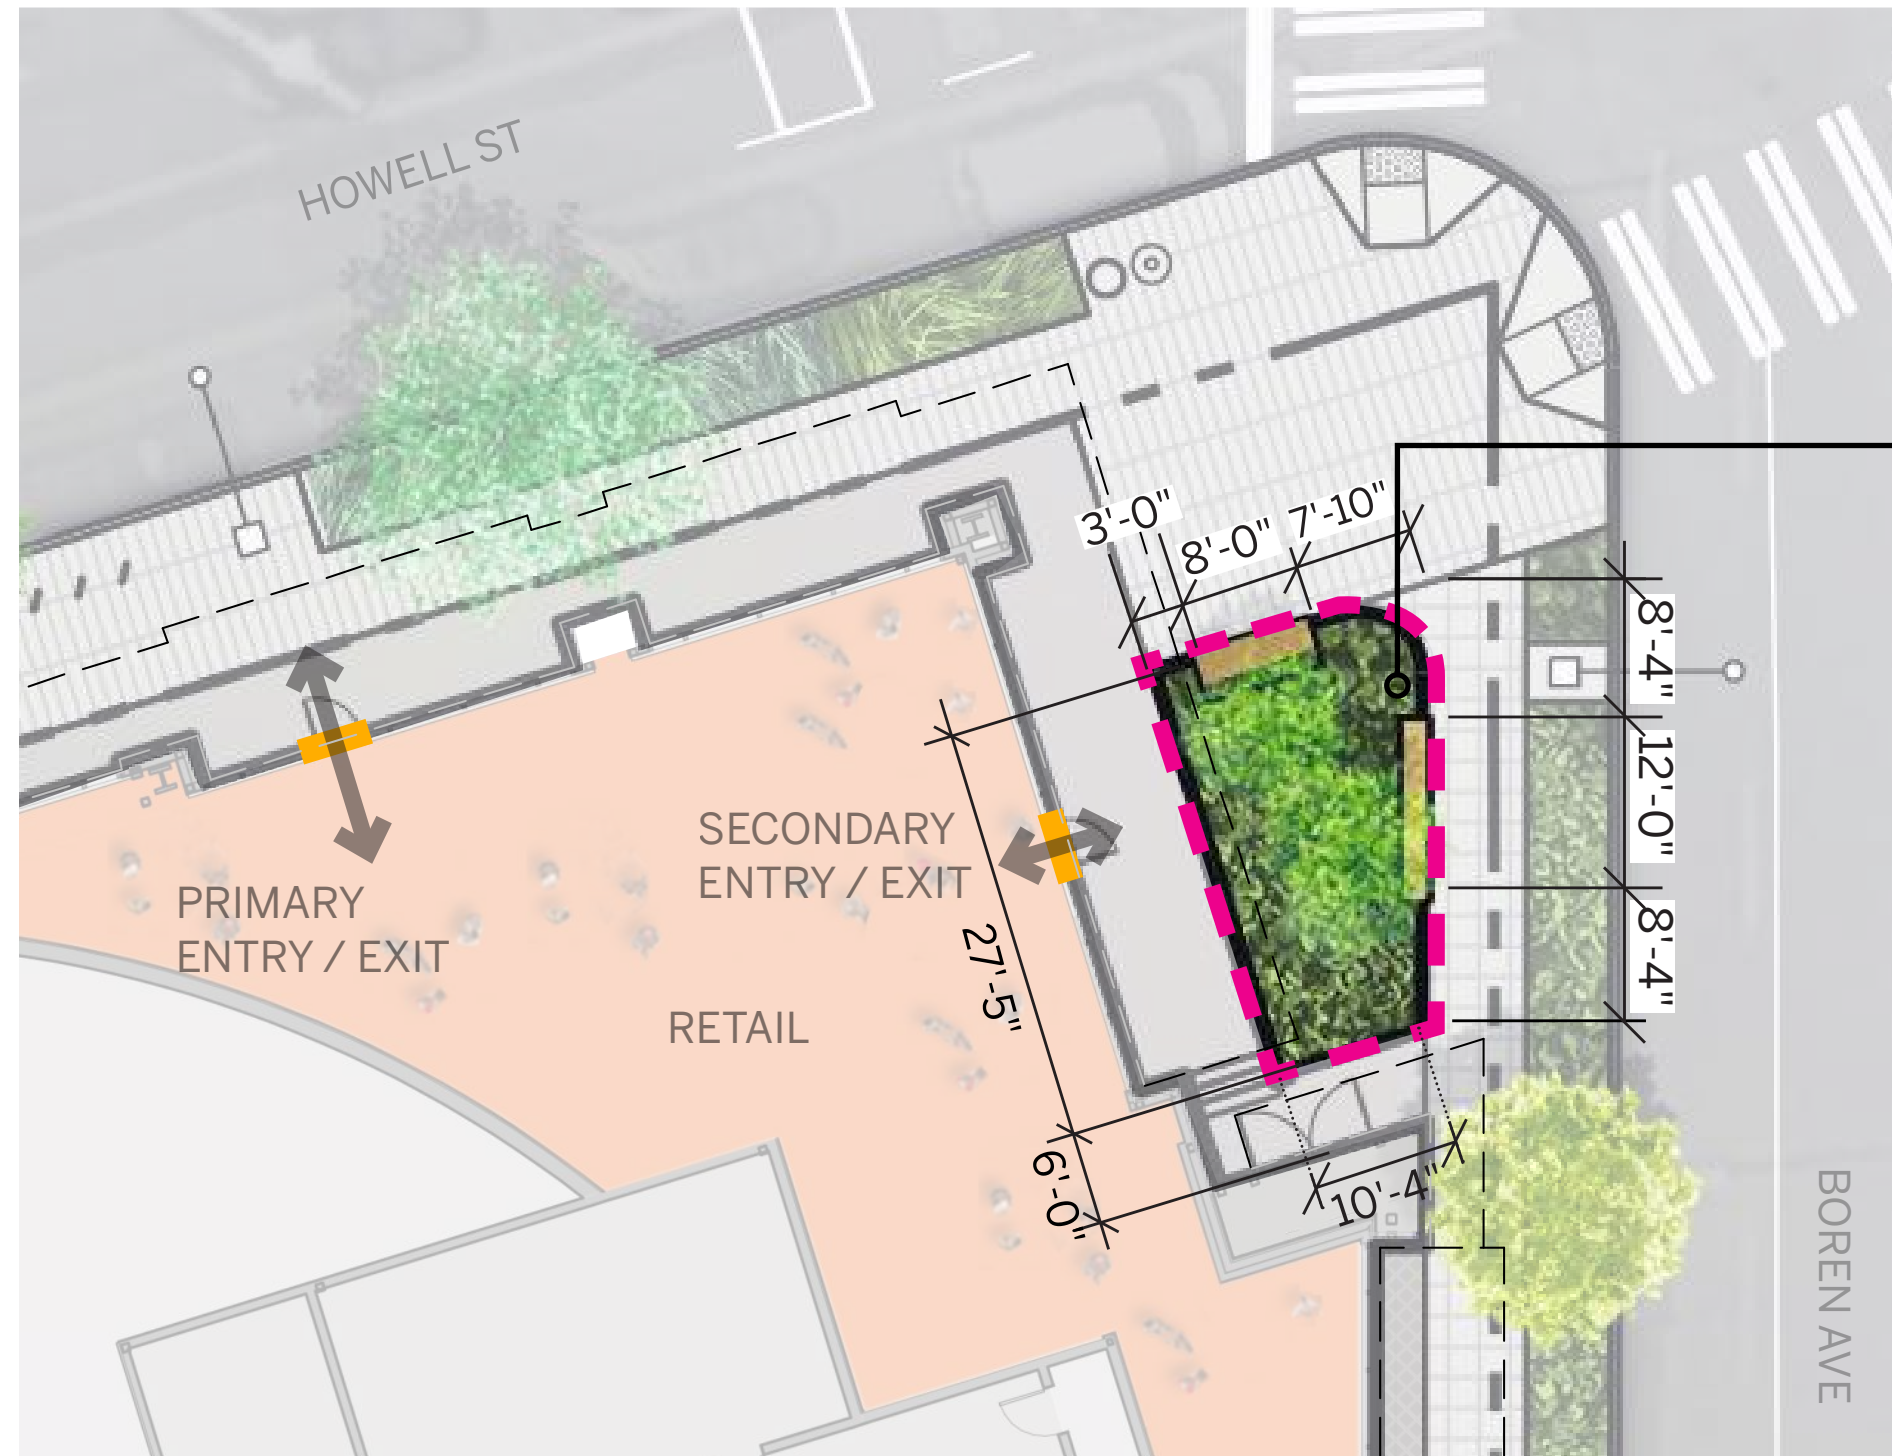 HOWELL ST
3'-0"
8'-0"
7'-10"
8'-4"
12'-0"
8'-4"
SECONDARY
ENTRY / EXIT
PRIMARY
ENTRY / EXIT
27'-5"
RETAIL
6'-0"
10'-4"
BOREN AVE